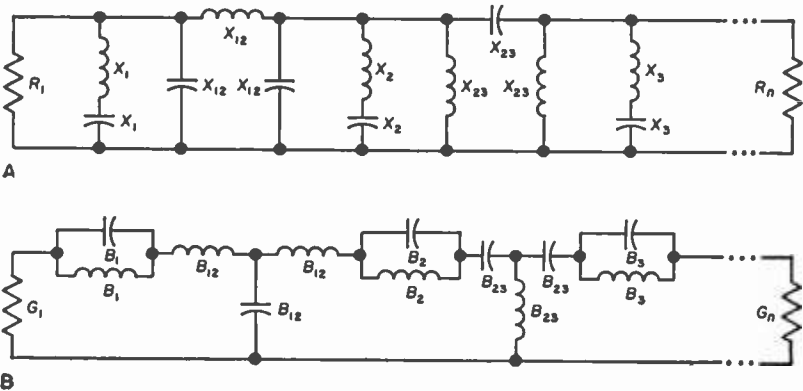 X₁₂ X₂₃
R₁ X₁ X₁₂ X₁₂ X₂ X₂₃ X₂₃ X₃ Rₙ
X₁ X₂ X₃
A
B₁ B₂ B₃
B₁₂ B₁₂ B₂₃ B₂₃
B₁ B₂ B₃
G₁ B₁₂ B₂₃ Gₙ
B